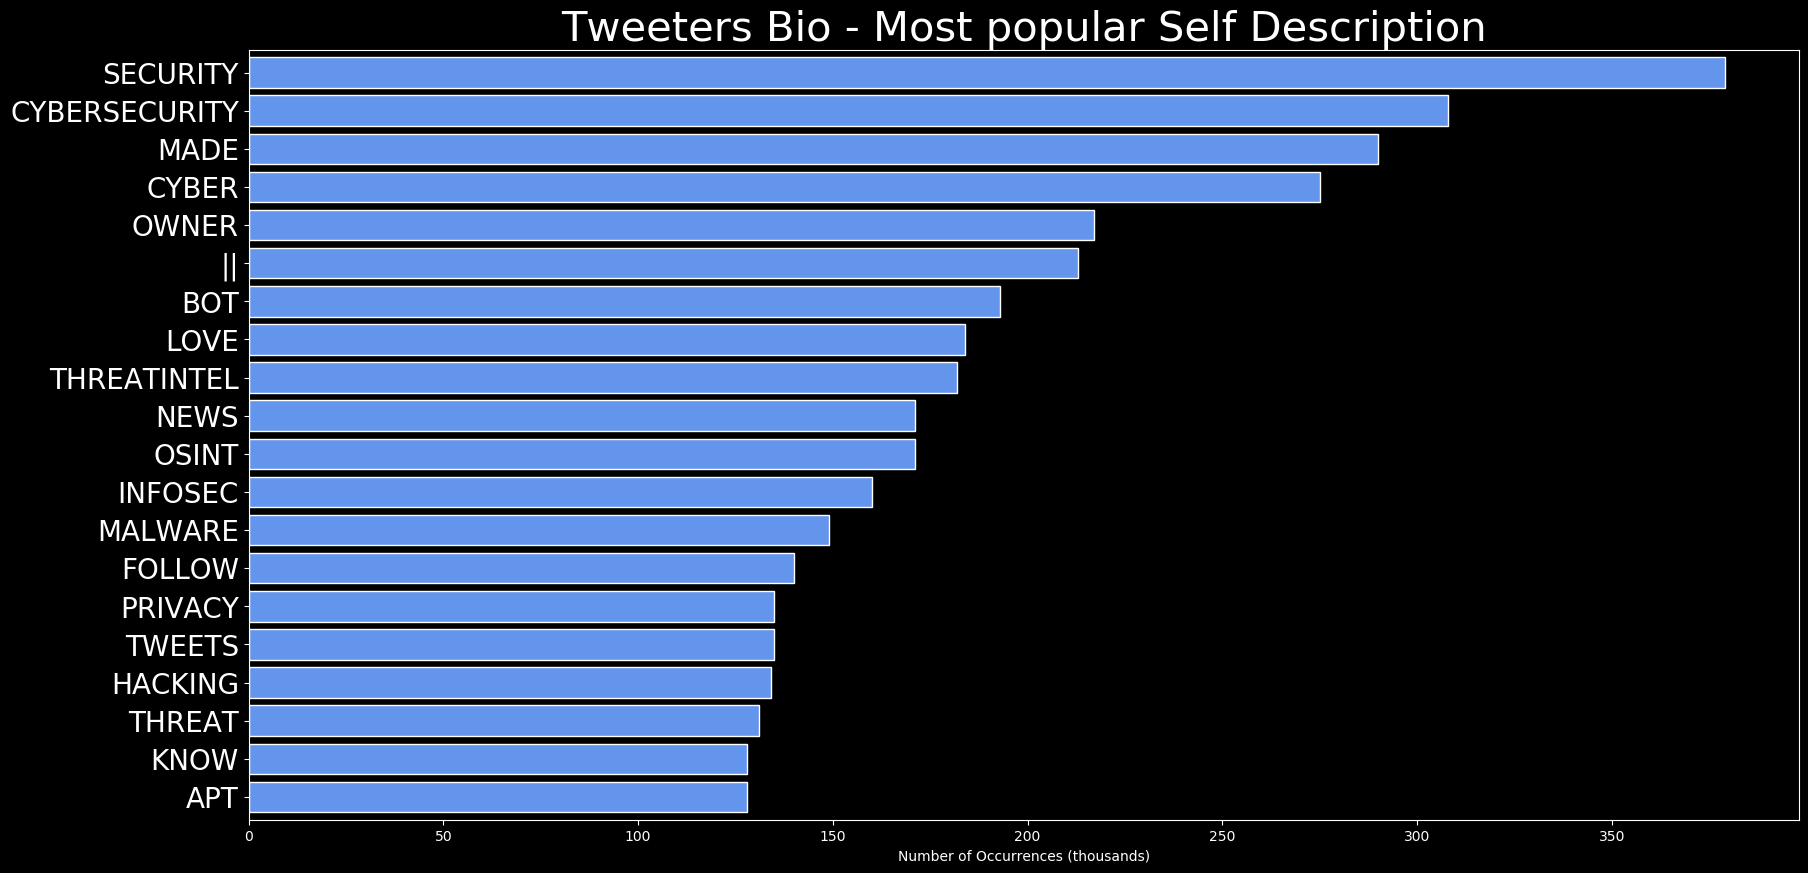 Tweeters Bio - Most popular Self Description
SECURITY
CYBERSECURITY
MADE
CYBER
OWNER
||
BOT
LOVE
THREATINTEL
NEWS
OSINT
INFOSEC
MALWARE
FOLLOW
PRIVACY
TWEETS
HACKING
THREAT
KNOW
APT
0 50 100 150 200 250 300 350
Number of Occurrences (thousands)